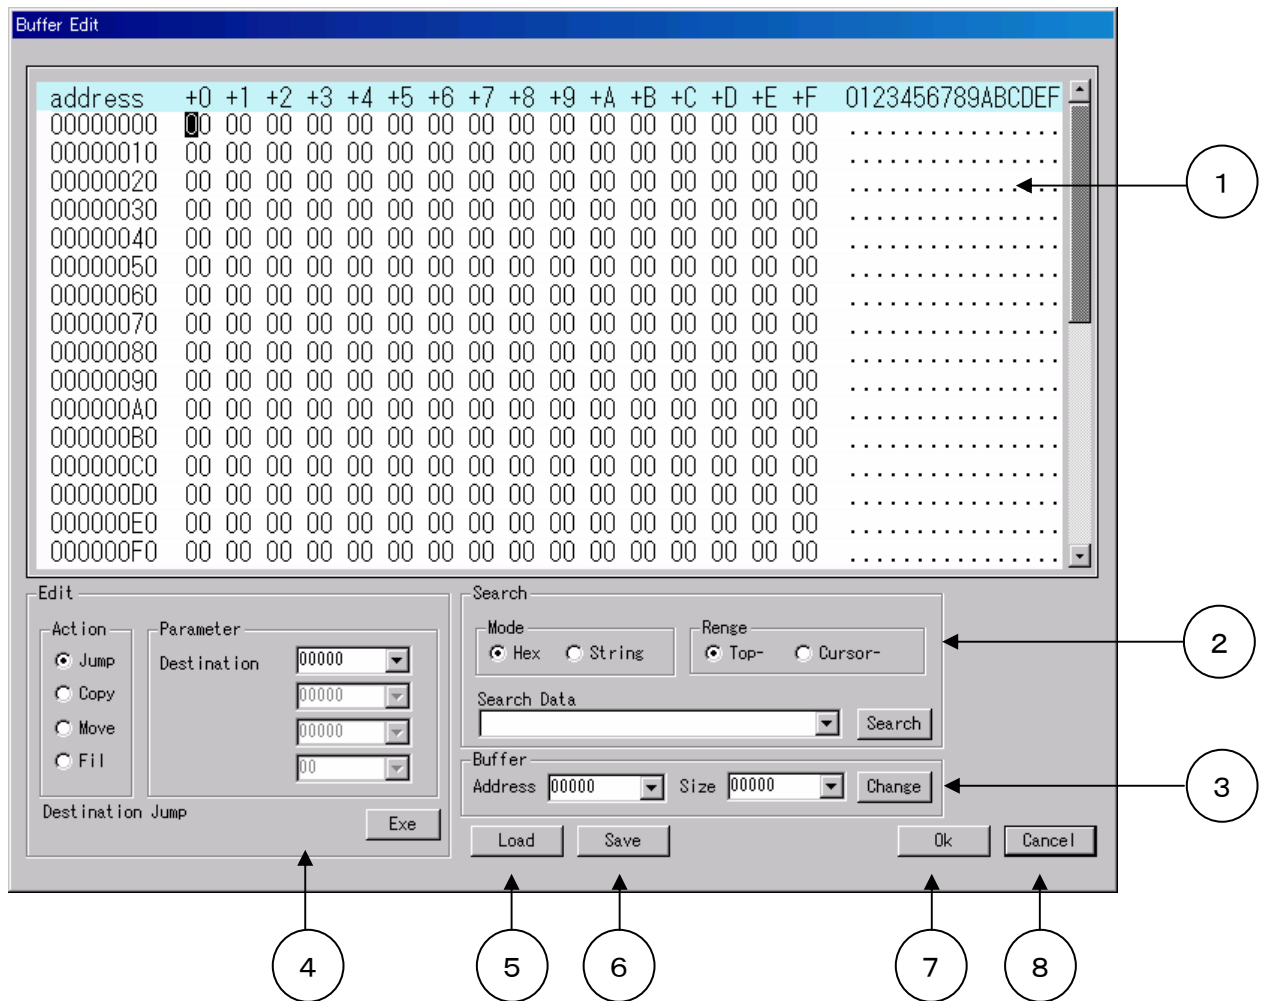 Buffer Edit
address +0 +1 +2 +3 +4 +5 +6 +7 +8 +9 +A +B +C +D +E +F 0123456789ABCDEF
00000000 00 00 00 00 00 00 00 00 00 00 00 00 00 00 00 00 ................
00000010 00 00 00 00 00 00 00 00 00 00 00 00 00 00 00 00 ................
00000020 00 00 00 00 00 00 00 00 00 00 00 00 00 00 00 00 ................
00000030 00 00 00 00 00 00 00 00 00 00 00 00 00 00 00 00 ................
00000040 00 00 00 00 00 00 00 00 00 00 00 00 00 00 00 00 ................
00000050 00 00 00 00 00 00 00 00 00 00 00 00 00 00 00 00 ................
00000060 00 00 00 00 00 00 00 00 00 00 00 00 00 00 00 00 ................
00000070 00 00 00 00 00 00 00 00 00 00 00 00 00 00 00 00 ................
00000080 00 00 00 00 00 00 00 00 00 00 00 00 00 00 00 00 ................
00000090 00 00 00 00 00 00 00 00 00 00 00 00 00 00 00 00 ................
000000A0 00 00 00 00 00 00 00 00 00 00 00 00 00 00 00 00 ................
000000B0 00 00 00 00 00 00 00 00 00 00 00 00 00 00 00 00 ................
000000C0 00 00 00 00 00 00 00 00 00 00 00 00 00 00 00 00 ................
000000D0 00 00 00 00 00 00 00 00 00 00 00 00 00 00 00 00 ................
000000E0 00 00 00 00 00 00 00 00 00 00 00 00 00 00 00 00 ................
000000F0 00 00 00 00 00 00 00 00 00 00 00 00 00 00 00 00 ................
1
Edit
Action
Jump
Copy
Move
Fil
Parameter
Destination 00000
00000
00000
00
Destination Jump
Exe
Search
Mode
Hex String
Renge
Top- Cursor-
Search Data
Search
2
Buffer
Address 00000 Size 00000 Change
3
Load Save Ok Cancel
4 5 6 7 8